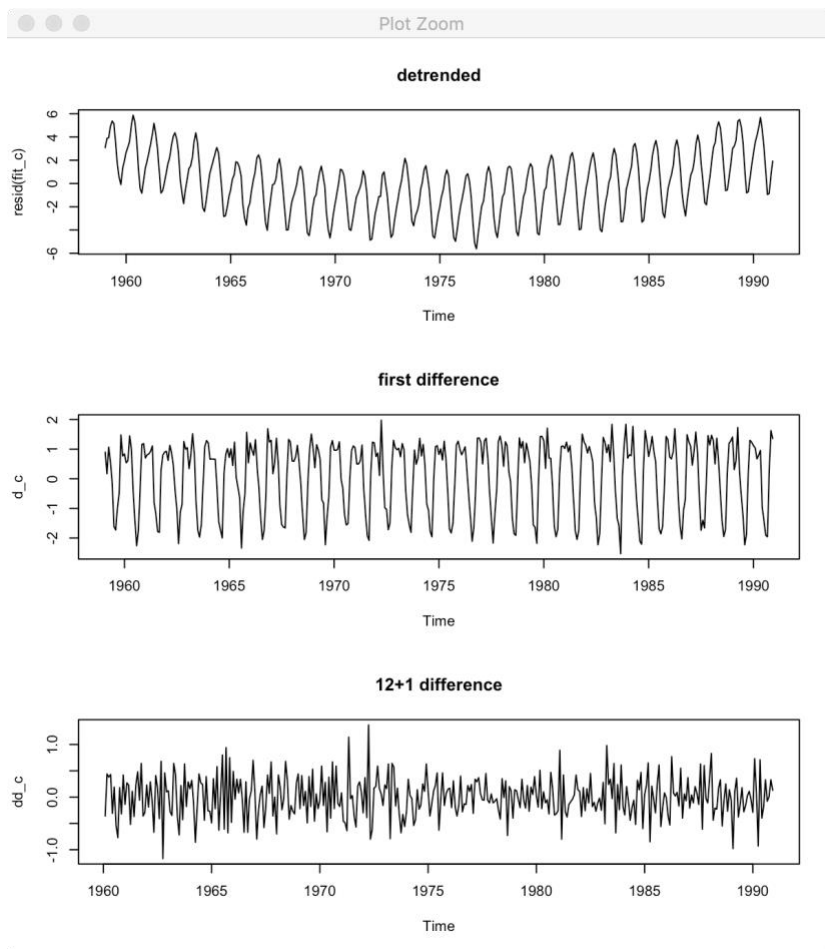 Plot Zoom
detrended
resid(fit_c)
6
4
2
0
-2
-6
1960 1965 1970 1975 1980 1985 1990
Time
first difference
d_c
2
1
0
-1
-2
1960 1965 1970 1975 1980 1985 1990
Time
12+1 difference
dd_c
1.0
0.0
-1.0
1960 1965 1970 1975 1980 1985 1990
Time